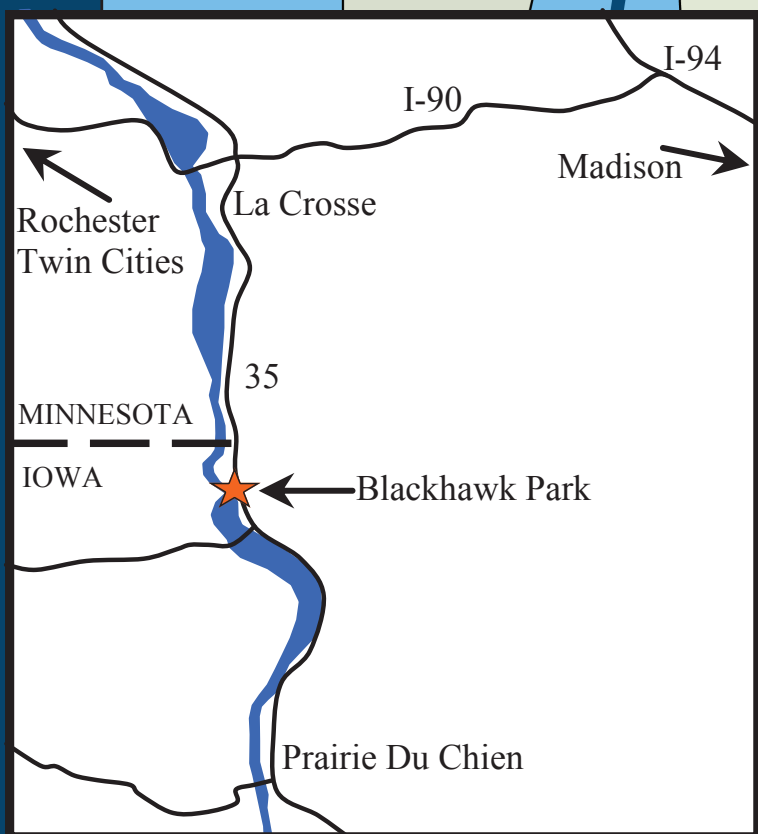 I-94
I-90
Madison
La Crosse
Rochester
Twin Cities
35
MINNESOTA
IOWA
Blackhawk Park
Prairie Du Chien